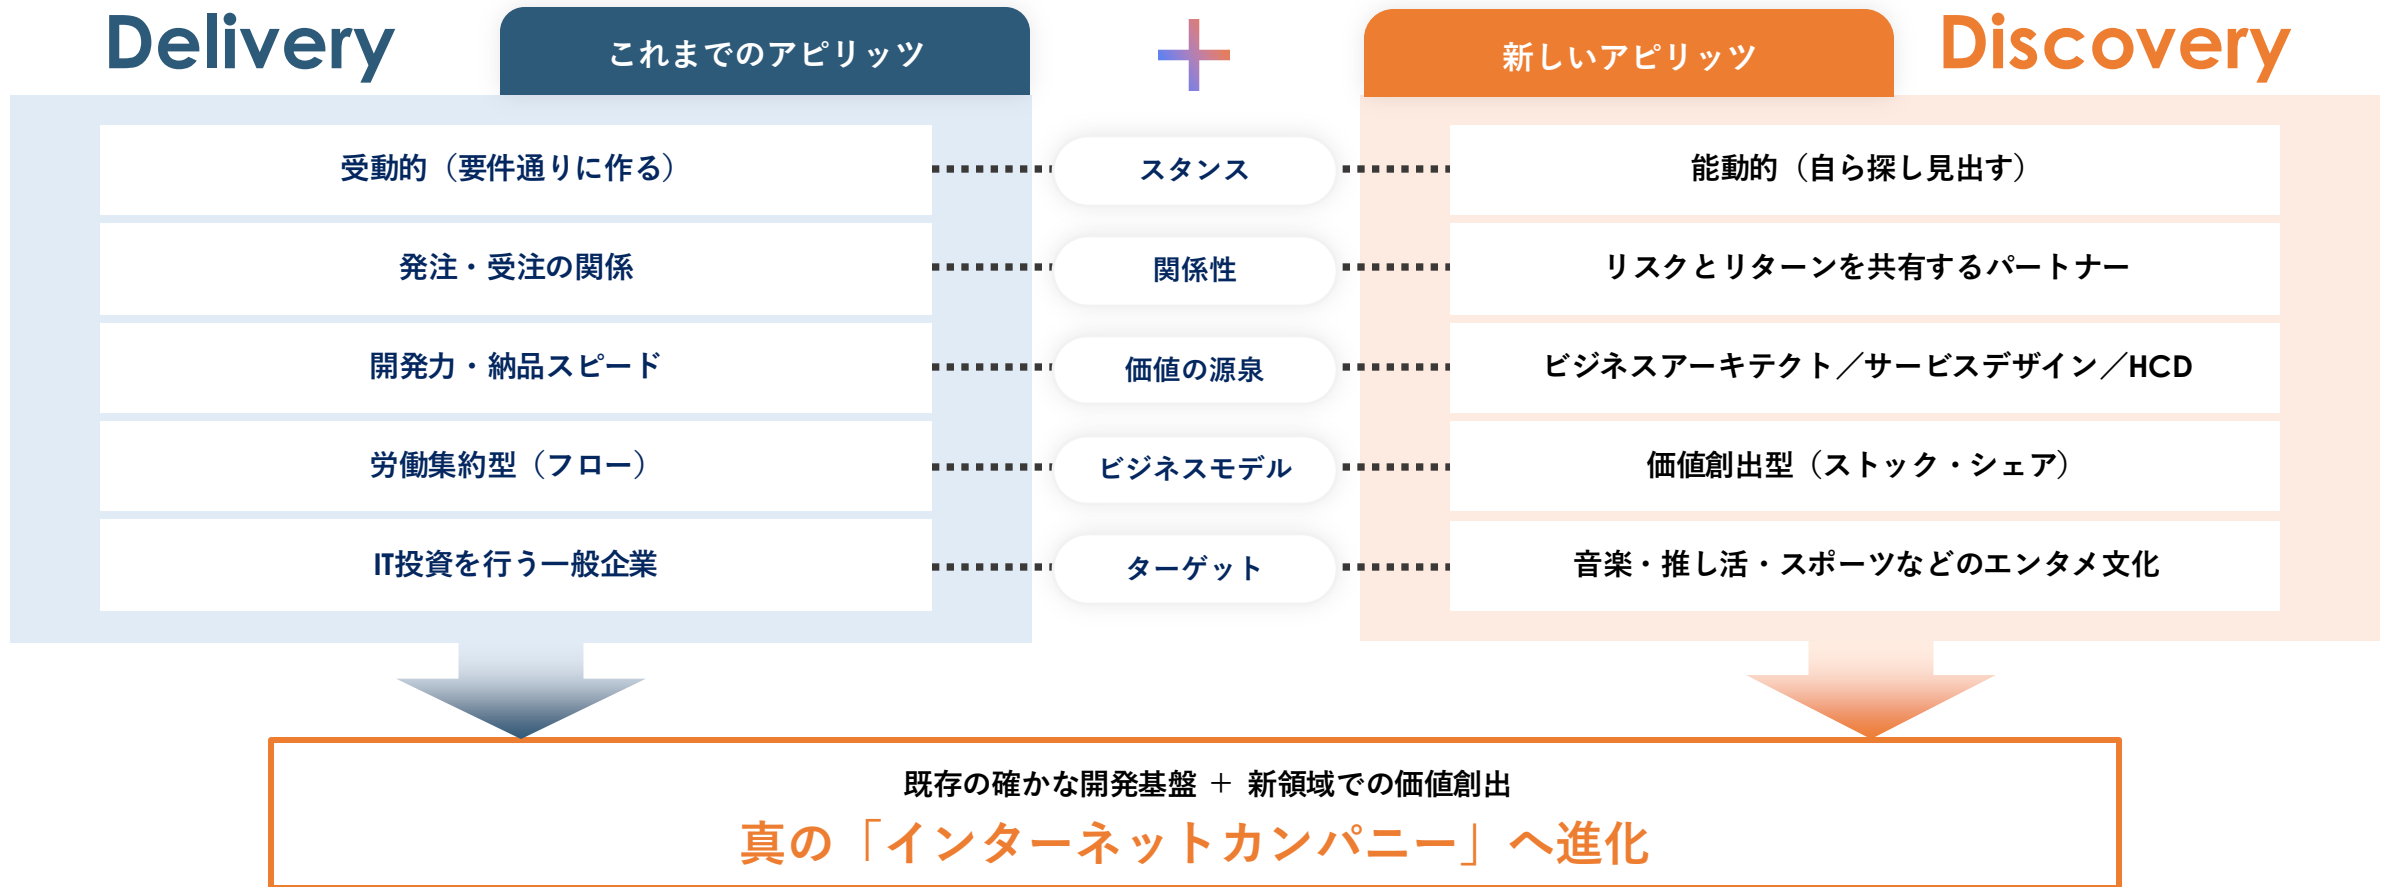 Delivery
これまでのアピリッツ
新しいアピリッツ
Discovery
受動的（要件通りに作る）
スタンス
能動的（自ら探し見出す）
発注・受注の関係
関係性
リスクとリターンを共有するパートナー
開発力・納品スピード
価値の源泉
ビジネスアーキテクト／サービスデザイン／HCD
労働集約型（フロー）
ビジネスモデル
価値創出型（ストック・シェア）
IT投資を行う一般企業
ターゲット
音楽・推し活・スポーツなどのエンタメ文化
既存の確かな開発基盤 ＋ 新領域での価値創出
真の「インターネットカンパニー」へ進化